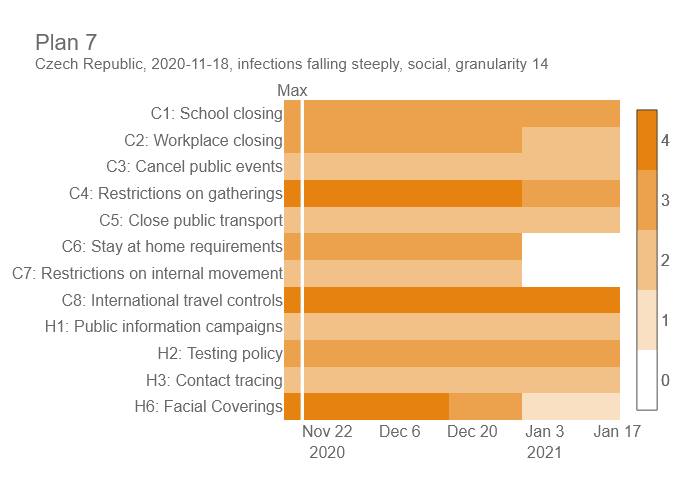 Plan 7
Czech Republic, 2020-11-18, infections falling steeply, social, granularity 14
Max
C1: School closing
C2: Workplace closing
C3: Cancel public events
C4: Restrictions on gatherings
C5: Close public transport
C6: Stay at home requirements
C7: Restrictions on internal movement
C8: International travel controls
H1: Public information campaigns
H2: Testing policy
H3: Contact tracing
H6: Facial Coverings
4
3
2
1
0
Nov 22 Dec 6 Dec 20 Jan 3 Jan 17
2020 2021